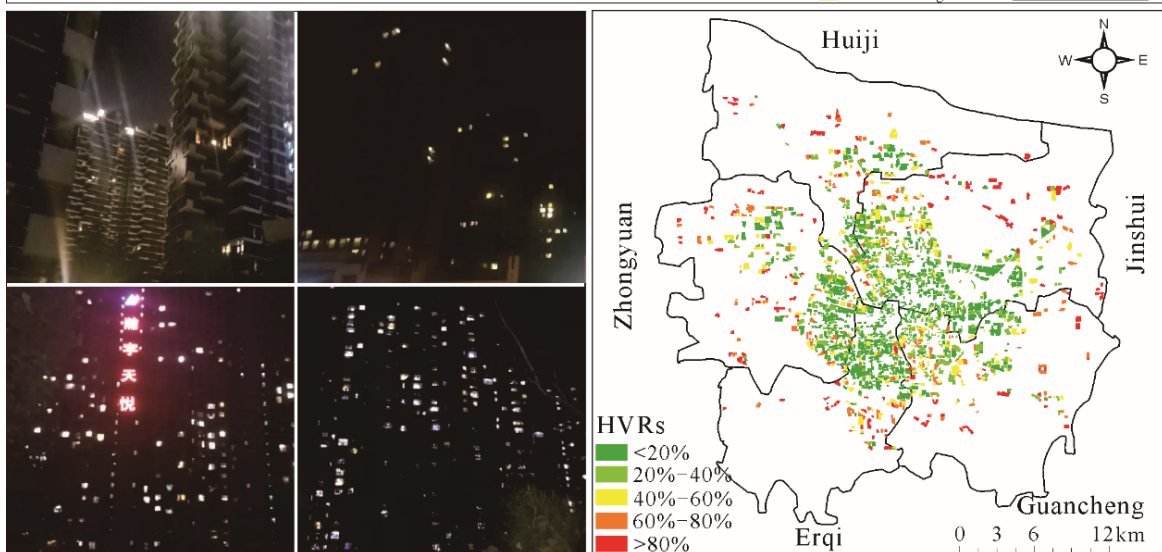 Huiji
N
W
E
S
Zhongyuan
Jinshui
宇天悦
HVRs
<20%
20%-40%
40%-60%
60%-80%
>80%
Guancheng
Erqi
0 3 6 12km